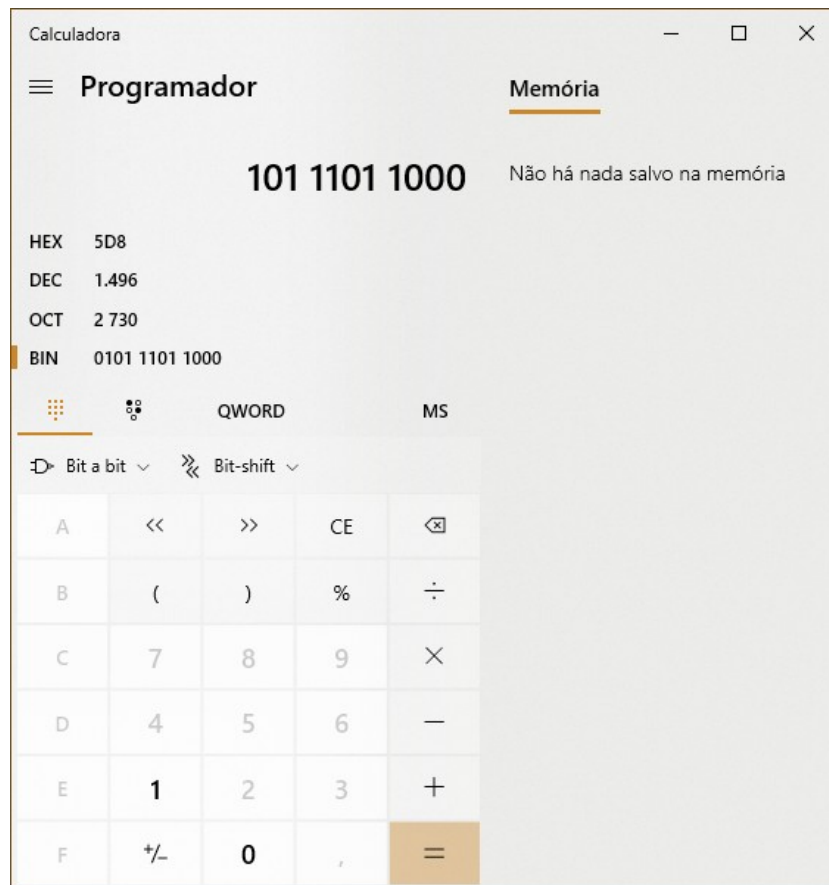 Calculadora
Programador
Memória
101 1101 1000
Não há nada salvo na memória
HEX 5D8
DEC 1.496
OCT 2 730
BIN 0101 1101 1000
QWORD MS
Bit a bit Bit-shift
A << >> CE
B ( ) % ÷
C 7 8 9 ×
D 4 5 6 −
E 1 2 3 +
F +/− 0 , =